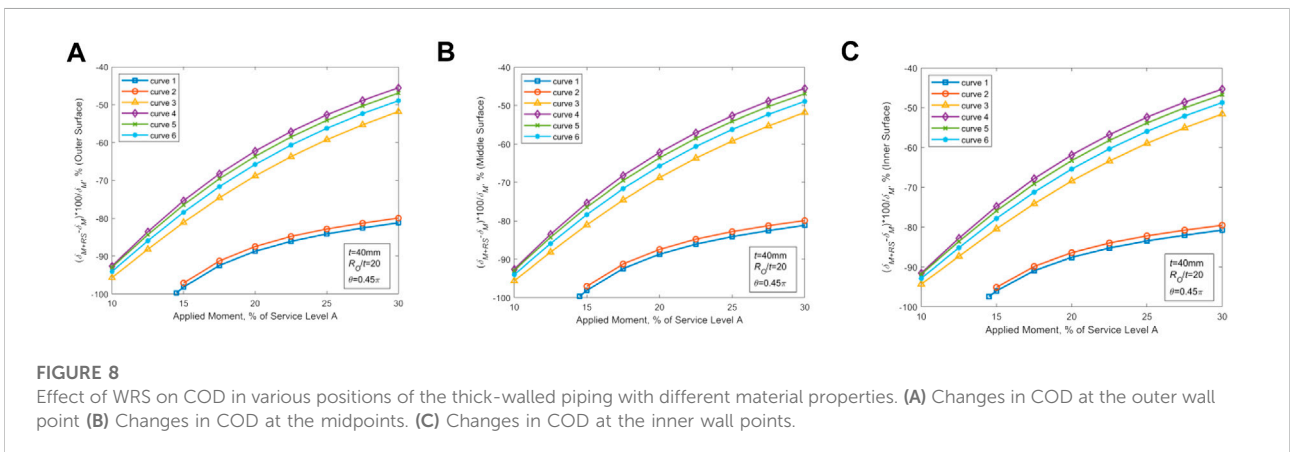 A
-40
-50
-60
-70
-80
-90
-100
10
15
20
25
30
(δM+RS-δM)*100/δM, % (Outer Surface)
Applied Moment, % of Service Level A
curve 1
curve 2
curve 3
curve 4
curve 5
curve 6
t=40mm
RO/t=20
θ=0.45π
B
-40
-50
-60
-70
-80
-90
-100
10
15
20
25
30
(δM+RS-δM)*100/δM, % (Middle Surface)
Applied Moment, % of Service Level A
curve 1
curve 2
curve 3
curve 4
curve 5
curve 6
t=40mm
RO/t=20
θ=0.45π
C
-40
-50
-60
-70
-80
-90
-100
10
15
20
25
30
(δM+RS-δM)*100/δM, % (Inner Surface)
Applied Moment, % of Service Level A
curve 1
curve 2
curve 3
curve 4
curve 5
curve 6
t=40mm
RO/t=20
θ=0.45π
FIGURE 8
Effect of WRS on COD in various positions of the thick-walled piping with different material properties. (A) Changes in COD at the outer wall
point (B) Changes in COD at the midpoints. (C) Changes in COD at the inner wall points.